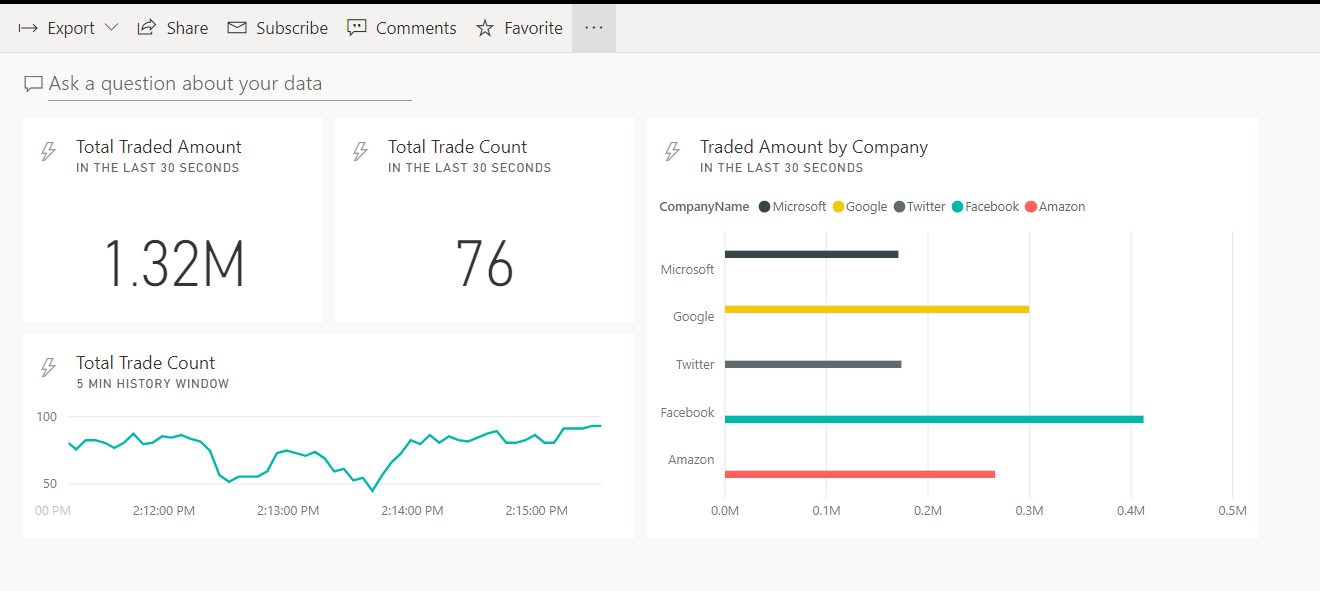 Export Share Subscribe Comments Favorite ...
Ask a question about your data
Total Traded Amount
IN THE LAST 30 SECONDS
1.32M
Total Trade Count
IN THE LAST 30 SECONDS
76
Traded Amount by Company
IN THE LAST 30 SECONDS
CompanyName Microsoft Google Twitter Facebook Amazon
Microsoft
Google
Twitter
Facebook
Amazon
0.0M 0.1M 0.2M 0.3M 0.4M 0.5M
Total Trade Count
5 MIN HISTORY WINDOW
100
50
00 PM 2:12:00 PM 2:13:00 PM 2:14:00 PM 2:15:00 PM